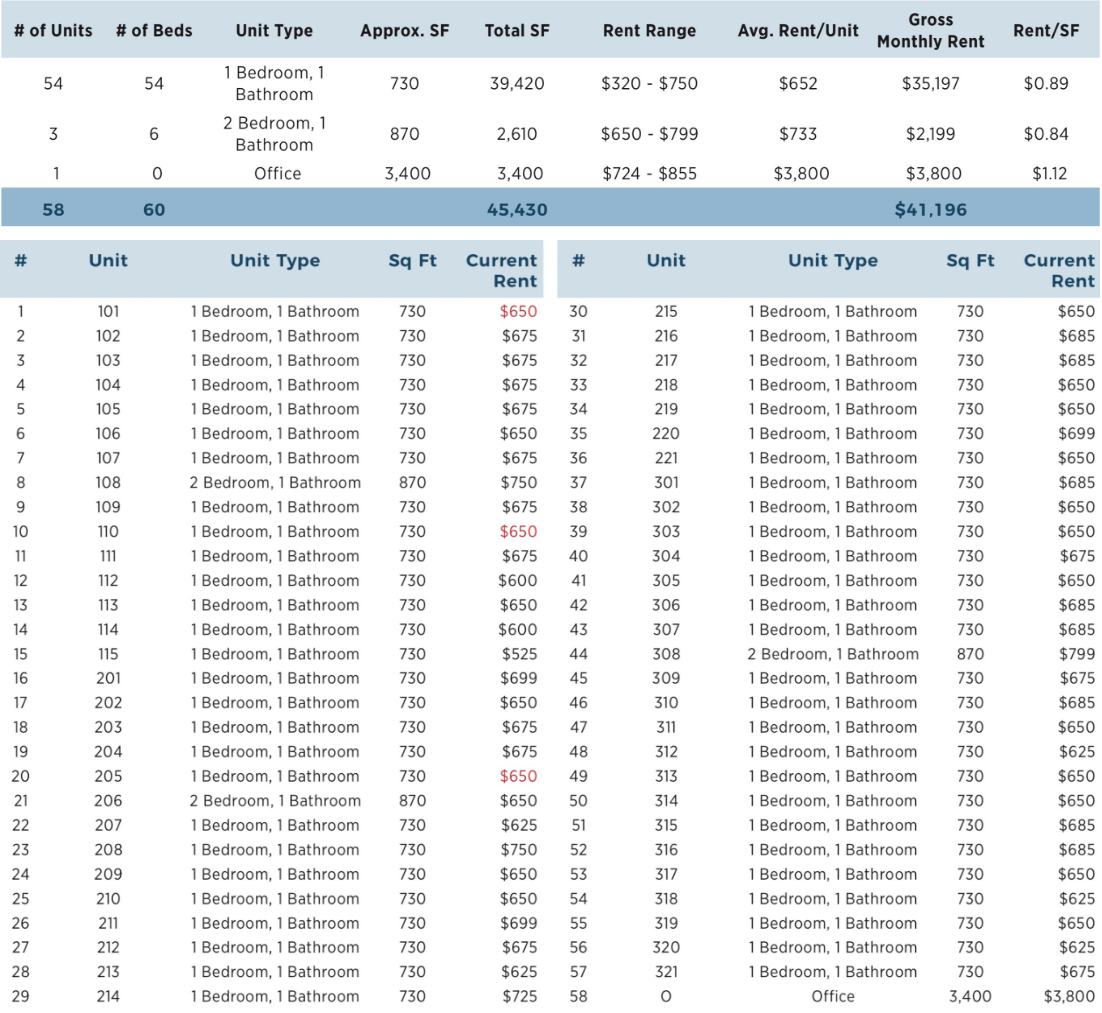 # of Units # of Beds Unit Type Approx. SF Total SF Rent Range Avg. Rent/Unit Gross Monthly Rent Rent/SF
54 54 1 Bedroom, 1 Bathroom 730 39,420 $320 - $750 $652 $35,197 $0.89
3 6 2 Bedroom, 1 Bathroom 870 2,610 $650 - $799 $733 $2,199 $0.84
1 0 Office 3,400 3,400 $724 - $855 $3,800 $3,800 $1.12
58 60 45,430 $41,196
# Unit Unit Type Sq Ft Current Rent
1 101 1 Bedroom, 1 Bathroom 730 $650
2 102 1 Bedroom, 1 Bathroom 730 $675
3 103 1 Bedroom, 1 Bathroom 730 $675
4 104 1 Bedroom, 1 Bathroom 730 $675
5 105 1 Bedroom, 1 Bathroom 730 $675
6 106 1 Bedroom, 1 Bathroom 730 $650
7 107 1 Bedroom, 1 Bathroom 730 $675
8 108 2 Bedroom, 1 Bathroom 870 $750
9 109 1 Bedroom, 1 Bathroom 730 $675
10 110 1 Bedroom, 1 Bathroom 730 $650
11 111 1 Bedroom, 1 Bathroom 730 $675
12 112 1 Bedroom, 1 Bathroom 730 $600
13 113 1 Bedroom, 1 Bathroom 730 $650
14 114 1 Bedroom, 1 Bathroom 730 $600
15 115 1 Bedroom, 1 Bathroom 730 $525
16 201 1 Bedroom, 1 Bathroom 730 $699
17 202 1 Bedroom, 1 Bathroom 730 $650
18 203 1 Bedroom, 1 Bathroom 730 $675
19 204 1 Bedroom, 1 Bathroom 730 $675
20 205 1 Bedroom, 1 Bathroom 730 $650
21 206 2 Bedroom, 1 Bathroom 870 $650
22 207 1 Bedroom, 1 Bathroom 730 $625
23 208 1 Bedroom, 1 Bathroom 730 $750
24 209 1 Bedroom, 1 Bathroom 730 $650
25 210 1 Bedroom, 1 Bathroom 730 $650
26 211 1 Bedroom, 1 Bathroom 730 $699
27 212 1 Bedroom, 1 Bathroom 730 $675
28 213 1 Bedroom, 1 Bathroom 730 $625
29 214 1 Bedroom, 1 Bathroom 730 $725
# Unit Unit Type Sq Ft Current Rent
30 215 1 Bedroom, 1 Bathroom 730 $650
31 216 1 Bedroom, 1 Bathroom 730 $685
32 217 1 Bedroom, 1 Bathroom 730 $685
33 218 1 Bedroom, 1 Bathroom 730 $650
34 219 1 Bedroom, 1 Bathroom 730 $650
35 220 1 Bedroom, 1 Bathroom 730 $699
36 221 1 Bedroom, 1 Bathroom 730 $650
37 301 1 Bedroom, 1 Bathroom 730 $685
38 302 1 Bedroom, 1 Bathroom 730 $650
39 303 1 Bedroom, 1 Bathroom 730 $650
40 304 1 Bedroom, 1 Bathroom 730 $675
41 305 1 Bedroom, 1 Bathroom 730 $650
42 306 1 Bedroom, 1 Bathroom 730 $685
43 307 1 Bedroom, 1 Bathroom 730 $685
44 308 2 Bedroom, 1 Bathroom 870 $799
45 309 1 Bedroom, 1 Bathroom 730 $675
46 310 1 Bedroom, 1 Bathroom 730 $685
47 311 1 Bedroom, 1 Bathroom 730 $650
48 312 1 Bedroom, 1 Bathroom 730 $625
49 313 1 Bedroom, 1 Bathroom 730 $650
50 314 1 Bedroom, 1 Bathroom 730 $650
51 315 1 Bedroom, 1 Bathroom 730 $685
52 316 1 Bedroom, 1 Bathroom 730 $685
53 317 1 Bedroom, 1 Bathroom 730 $650
54 318 1 Bedroom, 1 Bathroom 730 $625
55 319 1 Bedroom, 1 Bathroom 730 $650
56 320 1 Bedroom, 1 Bathroom 730 $625
57 321 1 Bedroom, 1 Bathroom 730 $675
58 O Office 3,400 $3,800